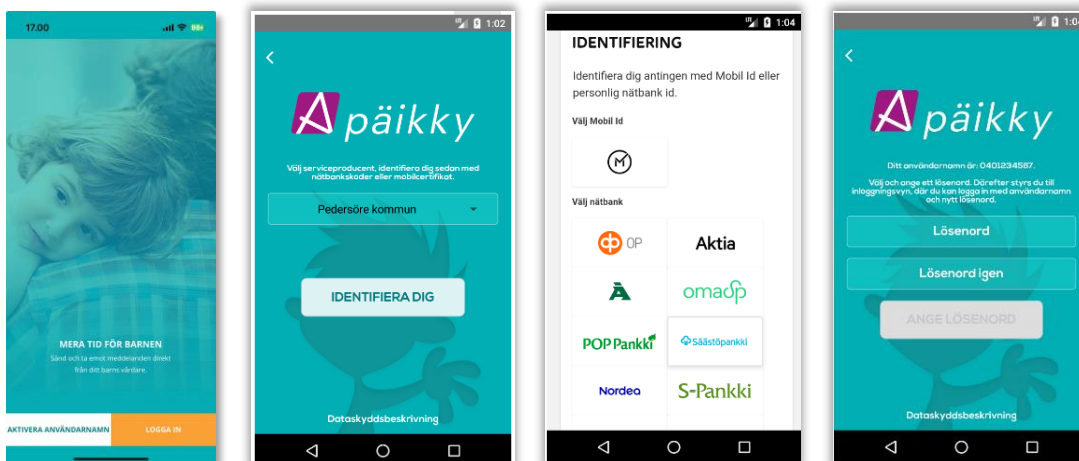 17.00
MERA TID FÖR BARNEN
Sänd och ta emot meddelanden direkt
från ditt barns vårdare.
AKTIVERA ANVÄNDARNAMN
LOGGA IN
1:02
päikky
Välj serviceproducent, identifiera dig sedan med
nätbankskoder eller mobilcertifikat.
Pedersöre kommun
IDENTIFIERA DIG
Dataskyddsbeskrivning
1:04
IDENTIFIERING
Identifiera dig antingen med Mobil Id eller
personlig nätbank id.
Välj Mobil Id
Välj nätbank
OP
Aktia
omasp
POP Pankki
Säästöpankki
Nordea
S-Pankki
1:04
päikky
Ditt användarnamn är: 0401234567.
Välj och ange ett lösenord. Därefter styrs du till
inloggningsvyn, där du kan logga in med användarnamn
och nytt lösenord.
Lösenord
Lösenord igen
ANGE LÖSENORD
Dataskyddsbeskrivning